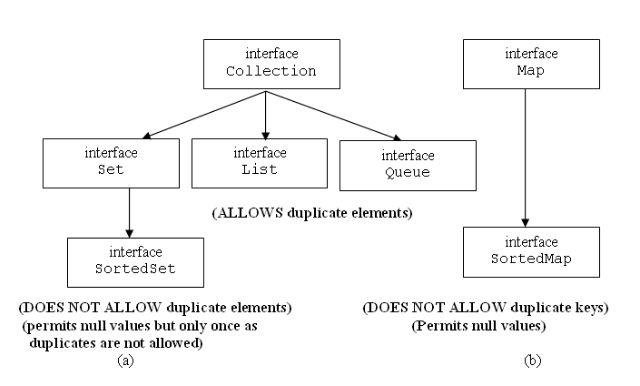 interface
Collection
interface
Map
interface
Set
interface
List
interface
Queue
(ALLOWS duplicate elements)
interface
SortedSet
interface
SortedMap
(DOES NOT ALLOW duplicate elements)
(permits null values but only once as
duplicates are not allowed)
(a)
(DOES NOT ALLOW duplicate keys)
(Permits null values)
(b)